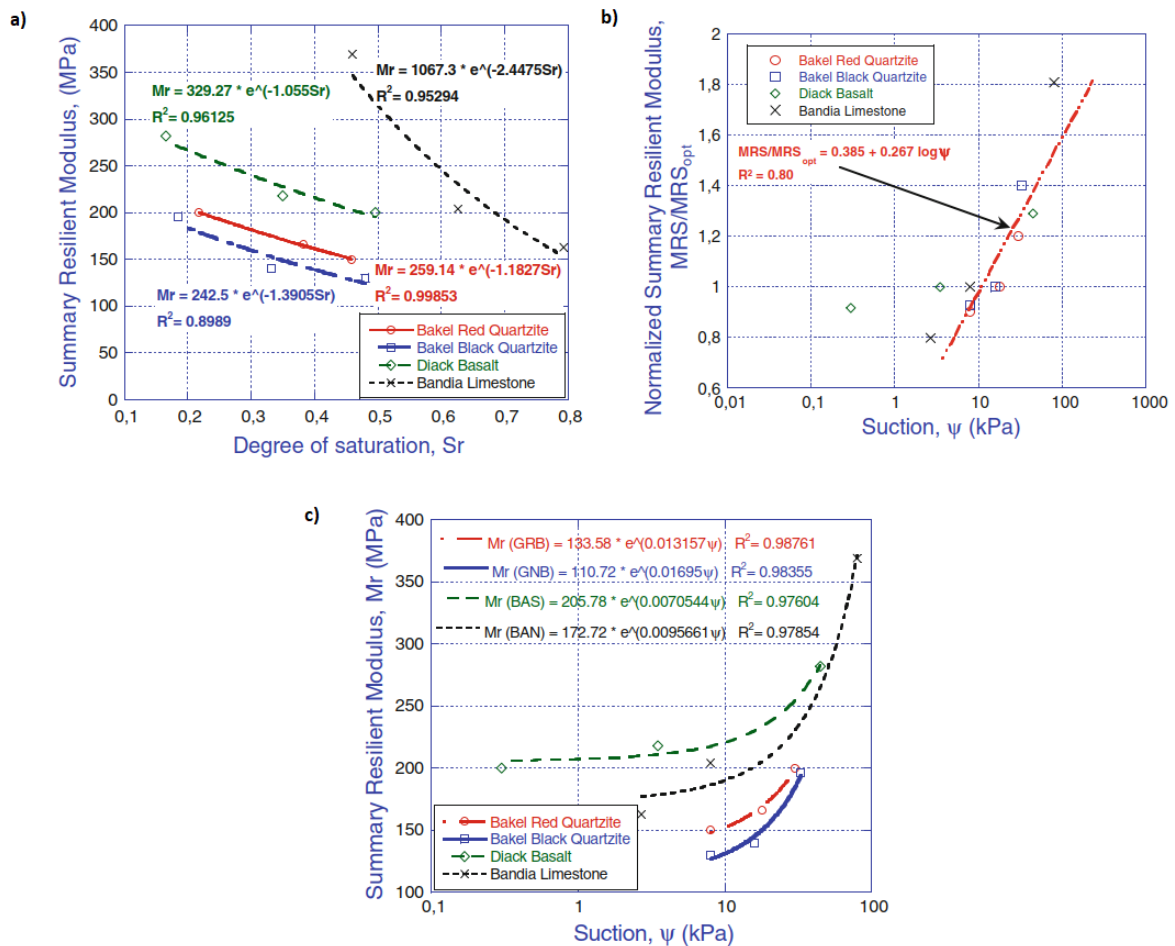 a)
Summary Resilient Modulus, (MPa)
400
350
300
250
200
150
100
50
0
Mr = 1067.3 * e^(-2.4475Sr)
R²= 0.95294
Mr = 329.27 * e^(-1.055Sr)
R²= 0.96125
Mr = 259.14 * e^(-1.1827Sr)
R²= 0.99853
Mr = 242.5 * e^(-1.3905Sr)
R²= 0.8989
Bakel Red Quartzite
Bakel Black Quartzite
Diack Basalt
Bandia Limestone
0,1 0,2 0,3 0,4 0,5 0,6 0,7 0,8
Degree of saturation, Sr
b)
Normalized Summary Resilient Modulus,
MRS/MRSopt
2
1,8
1,6
1,4
1,2
1
0,8
0,6
Bakel Red Quartzite
Bakel Black Quartzite
Diack Basalt
Bandia Limestone
MRS/MRS opt = 0.385 + 0.267 log ψ
R² = 0.80
0,01 0,1 1 10 100 1000
Suction, ψ (kPa)
c)
Summary Resilient Modulus, Mr (MPa)
400
350
300
250
200
150
100
Mr (GRB) = 133.58 * e^(0.013157ψ) R²= 0.98761
Mr (GNB) = 110.72 * e^(0.01695ψ) R²= 0.98355
Mr (BAS) = 205.78 * e^(0.0070544ψ) R²= 0.97604
Mr (BAN) = 172.72 * e^(0.0095661ψ) R²= 0.97854
Bakel Red Quartzite
Bakel Black Quartzite
Diack Basalt
Bandia Limestone
0,1 1 10 100
Suction, ψ (kPa)